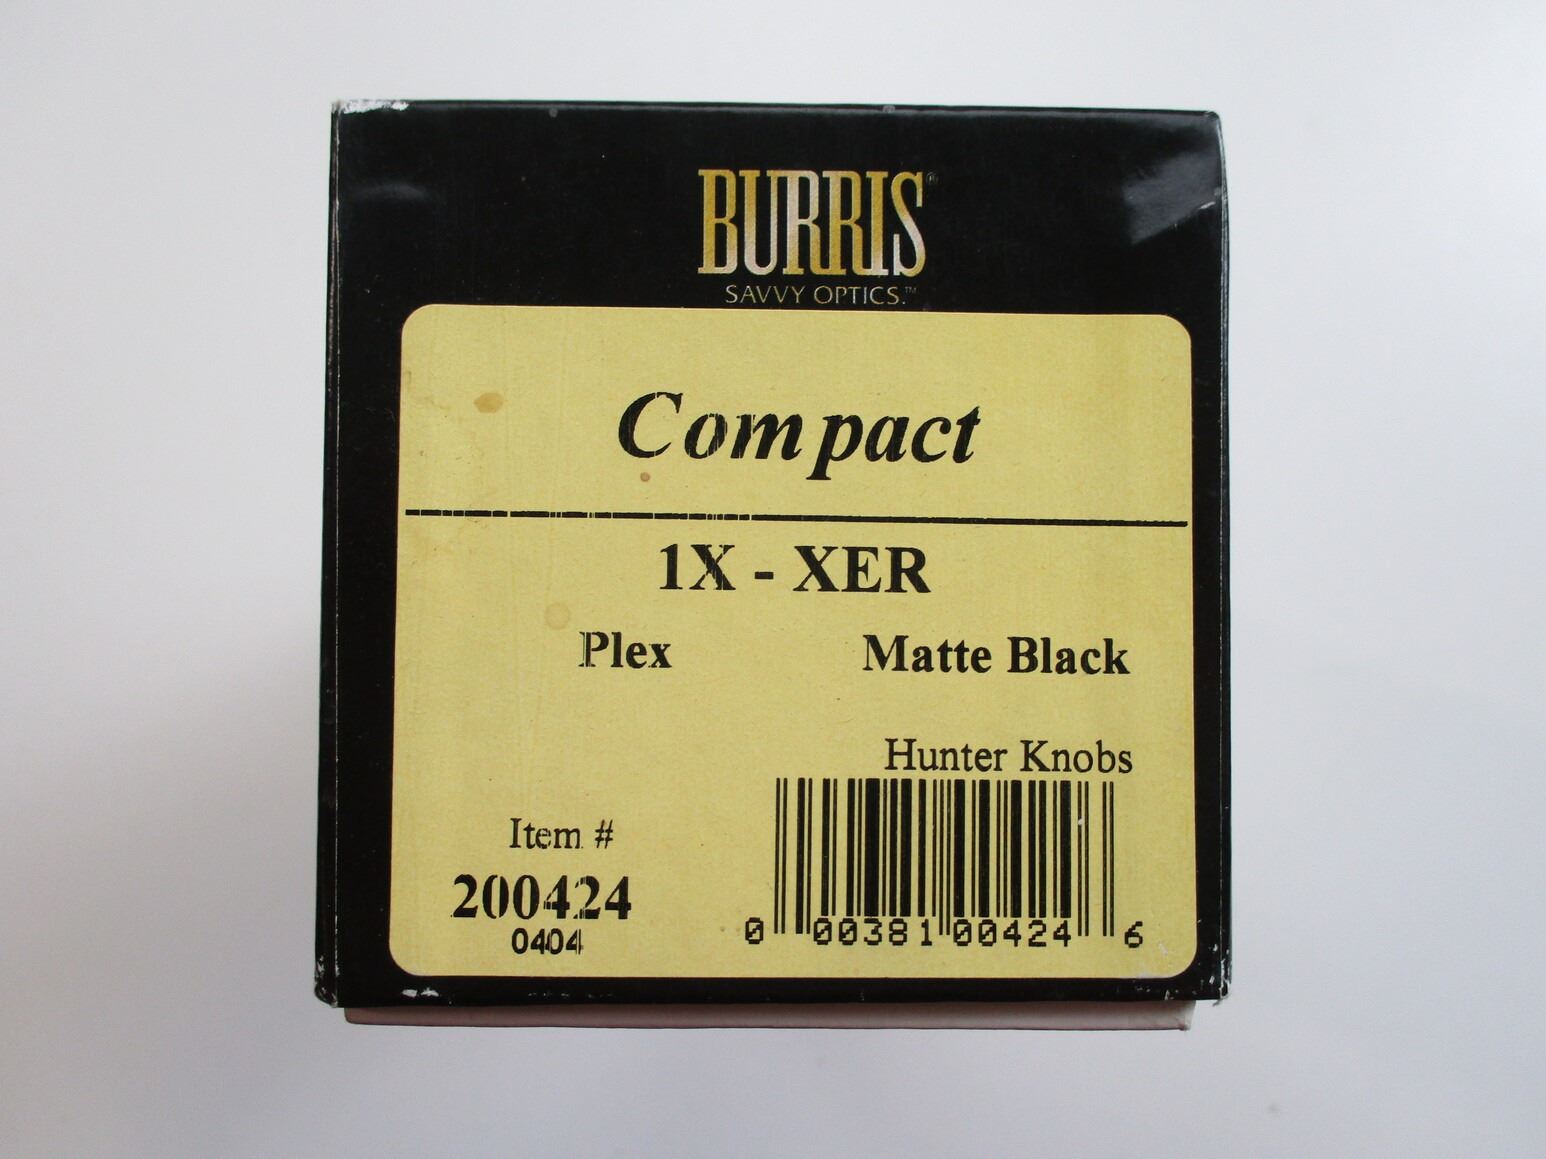 BURRIS®
SAVVY OPTICS.™
Compact
1X - XER
Plex Matte Black
Hunter Knobs
Item #
200424
0404
0 00381 00424 6